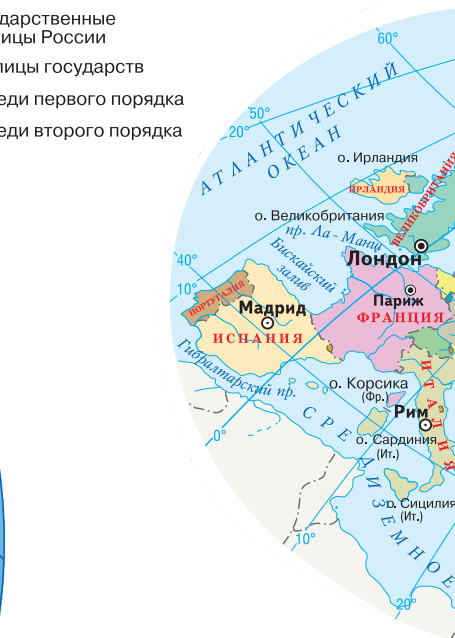 дарственные
ицы России
лицы государств
еди первого порядка
еди второго порядка
60°
50°
20°
АТЛАНТИЧЕСКИЙ
ОКЕАН
о. Ирландия
ИРЛАНДИЯ
ВЕЛИКОБРИТАНИЯ
о. Великобритания
пр. Ла-Манш
Лондон
Бискайский
залив
40°
10°
ПОРТУГАЛИЯ
Мадрид
Париж
ФРАНЦИЯ
ИСПАНИЯ
Гибралтарский пр.
о. Корсика
(Фр.)
ИТАЛИЯ
Рим
0°
о. Сардиния
(Ит.)
СРЕДИЗЕМНОЕ
о. Сицилия
(Ит.)
10°
20°